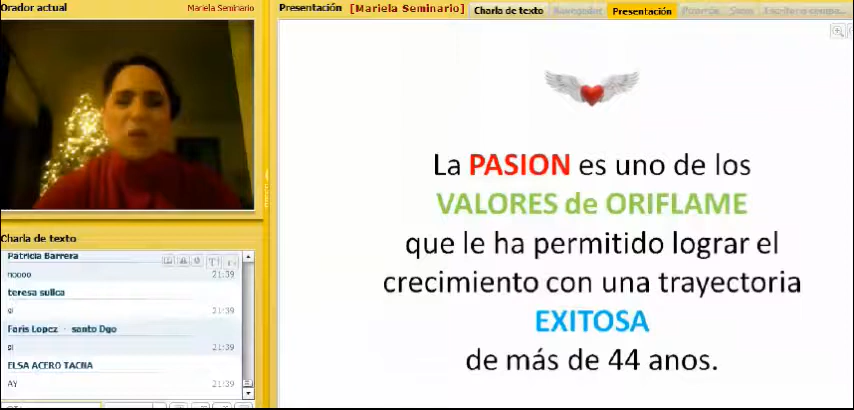 Orador actual
Mariela Seminario
Presentación [Mariela Seminario]
Charla de texto
Navegador
Presentación
Pizarrón
La PASION es uno de los
VALORES de ORIFLAME
que le ha permitido lograr el
crecimiento con una trayectoria
EXITOSA
de más de 44 anos.
Charla de texto
Patricia Barrera
noooo
21:39
teresa sullca
si
21:39
Faris Lopez - santo Dgo
si
21:39
ELSA ACERO TACNA
AY
21:39